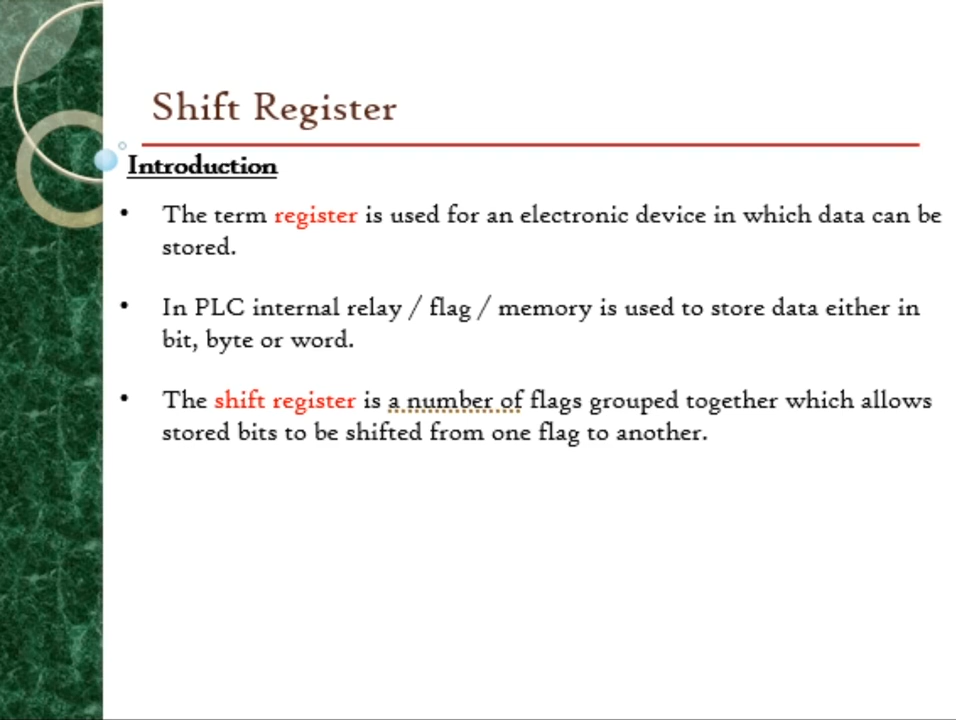 Shift Register
Introduction
• The term register is used for an electronic device in which data can be
stored.
• In PLC internal relay / flag / memory is used to store data either in
bit, byte or word.
• The shift register is a number of flags grouped together which allows
stored bits to be shifted from one flag to another.